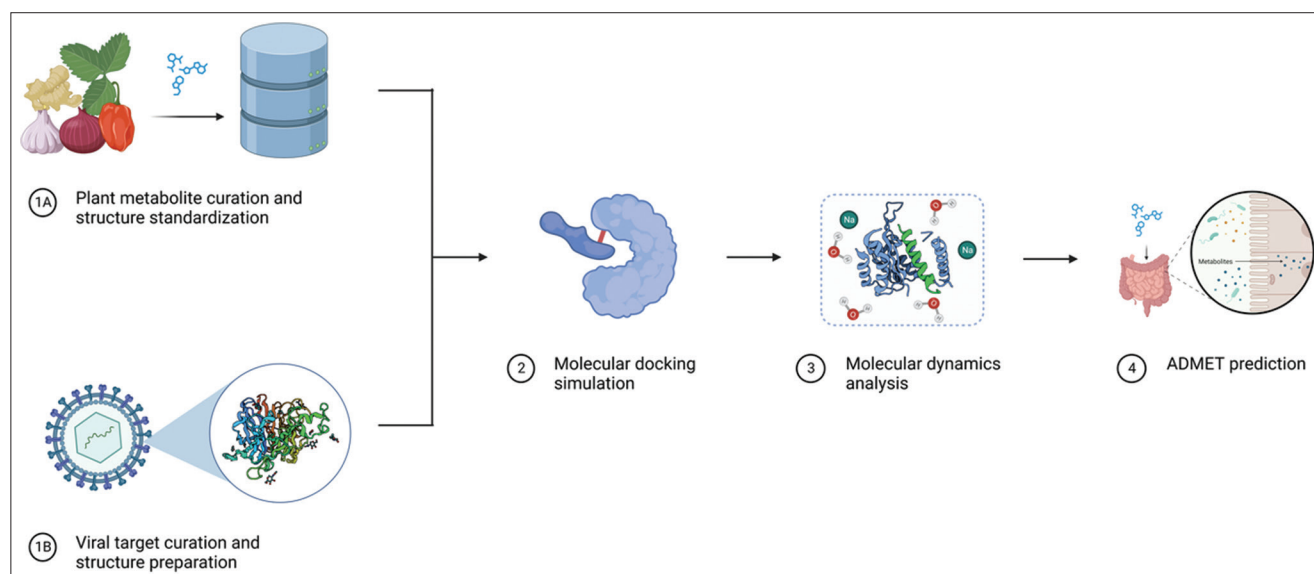 1A
Plant metabolite curation and
structure standardization
1B
Viral target curation and
structure preparation
2
Molecular docking
simulation
Na
Na
O
O
O
O
3
Molecular dynamics
analysis
Metabolites
4
ADMET prediction